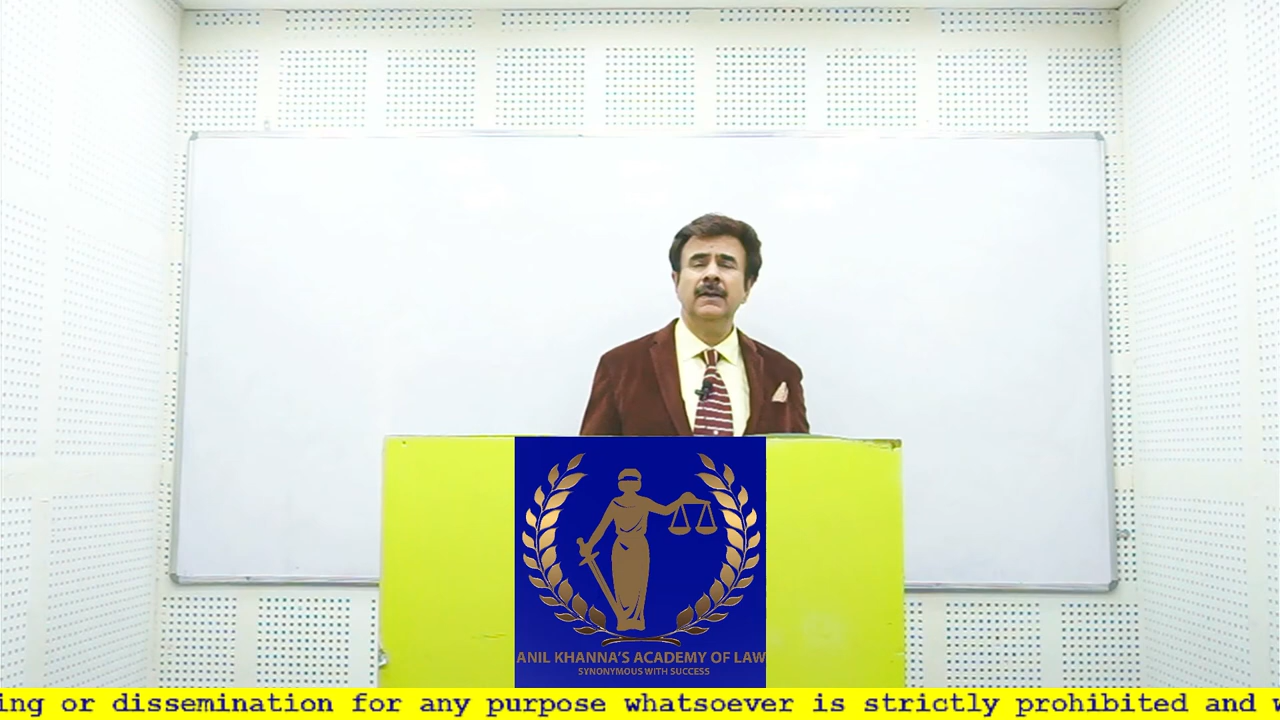 ANIL KHANNA'S ACADEMY OF LAW
SYNONYMOUS WITH SUCCESS
ing or dissemination for any purpose whatsoever is strictly prohibited and